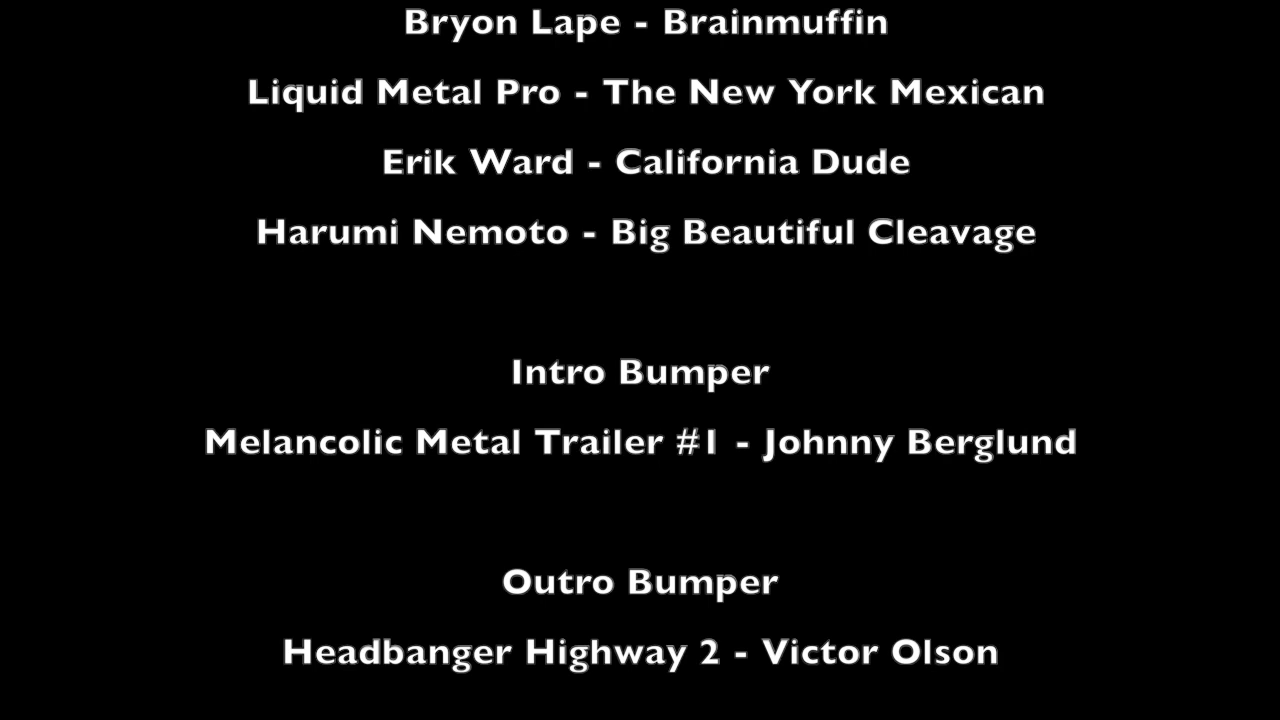 Bryon Lape - Brainmuffin
Liquid Metal Pro - The New York Mexican
Erik Ward - California Dude
Harumi Nemoto - Big Beautiful Cleavage
Intro Bumper
Melancolic Metal Trailer #1 - Johnny Berglund
Outro Bumper
Headbanger Highway 2 - Victor Olson